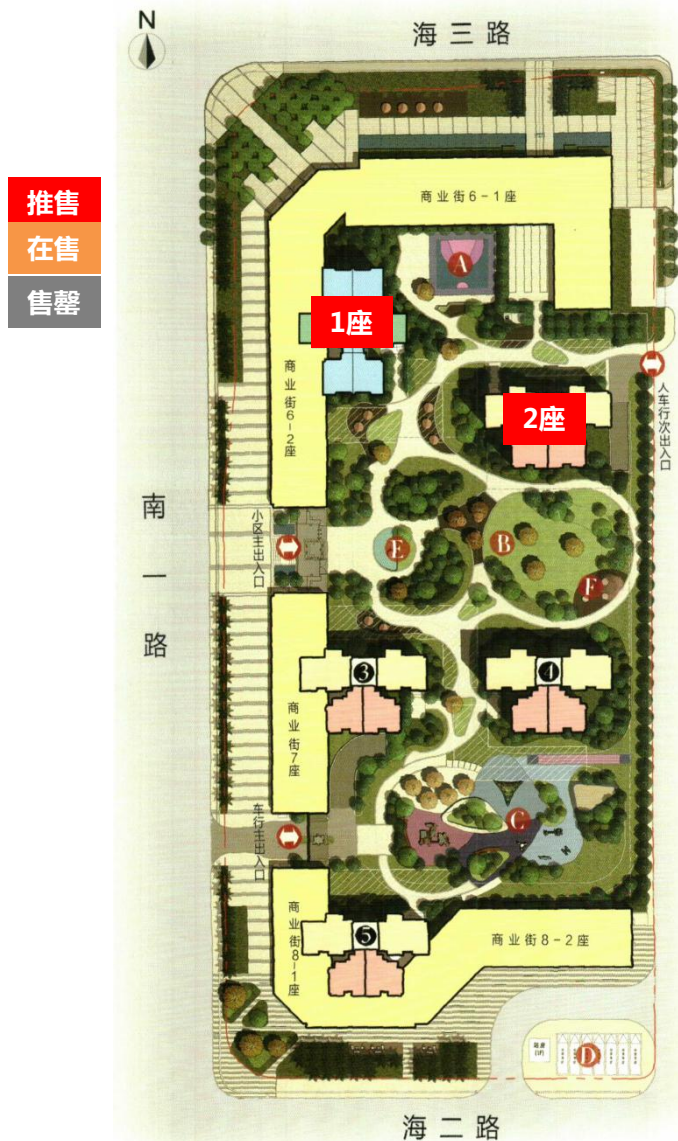 N
海三路
推售
在售
售罄
商业街6-1座
A
1座
商业街6-2座
2座
人车行次出入口
南一路
小区主出入口
E
B
F
3
4
商业街7座
车行主出入口
C
商业街8-1座
5
商业街8-2座
D
海二路